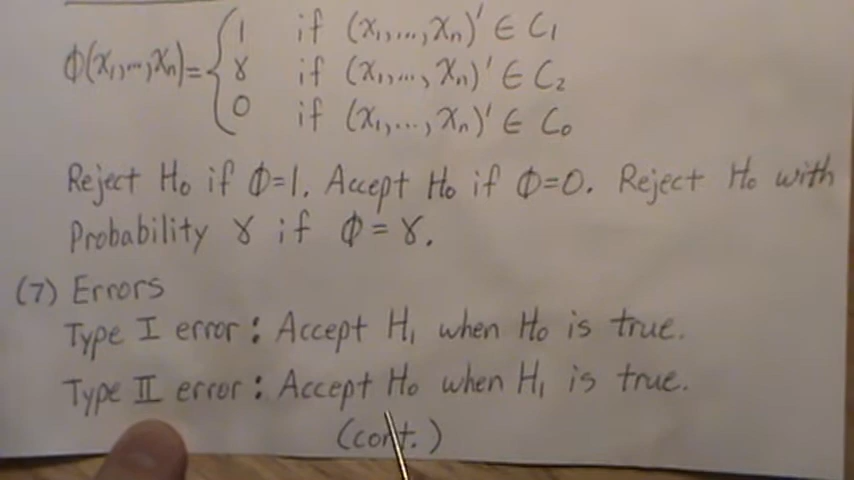 1 if (x₁,...,xₙ)' ∈ C₁
ϕ(x₁,...,xₙ)={ γ if (x₁,...,xₙ)' ∈ C₂
0 if (x₁,...,xₙ)' ∈ C₀
Reject H₀ if ϕ=1. Accept H₀ if ϕ=0. Reject H₀ with
Probability γ if ϕ=γ.
(7) Errors
Type I error: Accept H₁ when H₀ is true.
Type II error: Accept H₀ when H₁ is true.
(cont.)